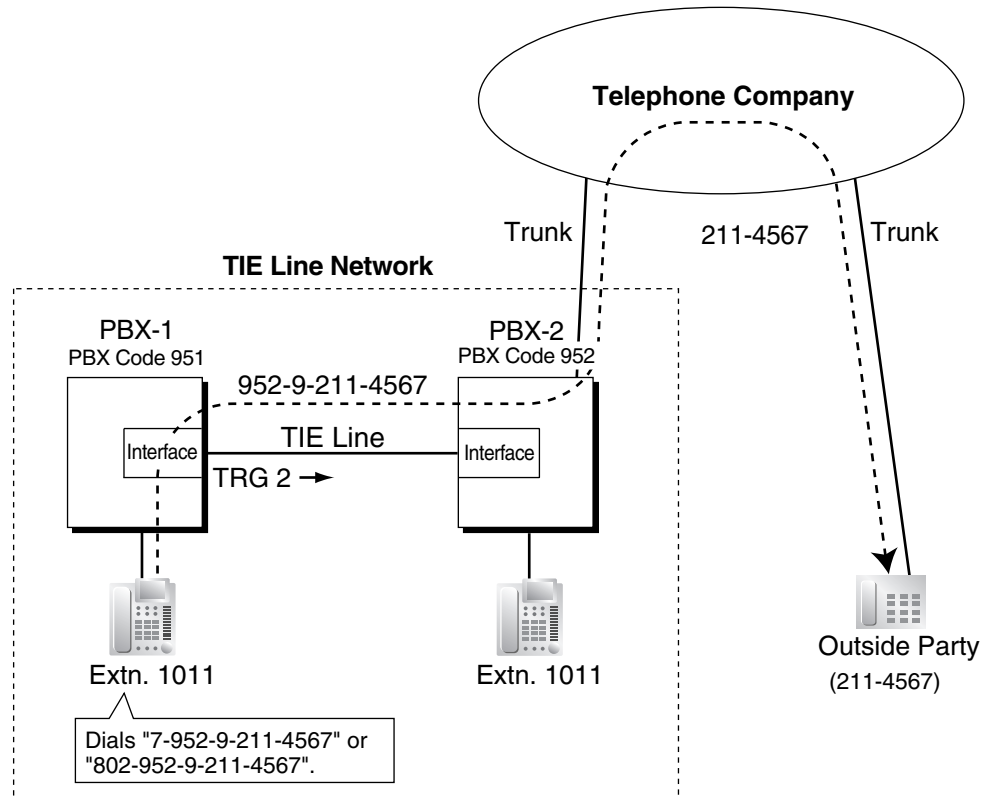 Telephone Company
Trunk
211-4567
Trunk
TIE Line Network
PBX-1
PBX Code 951
PBX-2
PBX Code 952
952-9-211-4567
Interface
TIE Line
Interface
TRG 2
Extn. 1011
Extn. 1011
Outside Party
(211-4567)
Dials "7-952-9-211-4567" or
"802-952-9-211-4567".